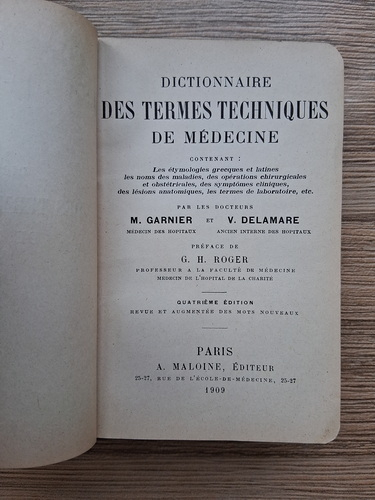 DICTIONNAIRE
DES TERMES TECHNIQUES
DE MÉDECINE
CONTENANT :
Les étymologies grecques et latines
les noms des maladies, des opérations chirurgicales
et obstétricales, des symptômes cliniques,
des lésions anatomiques, les termes de laboratoire, etc.
PAR LES DOCTEURS
M. GARNIER ET V. DELAMARE
MÉDECIN DES HOPITAUX ANCIEN INTERNE DES HOPITAUX
PRÉFACE DE
G. H. ROGER
PROFESSEUR A LA FACULTÉ DE MÉDECINE
MÉDECIN DE L'HOPITAL DE LA CHARITÉ
QUATRIÈME ÉDITION
REVUE ET AUGMENTÉE DES MOTS NOUVEAUX
PARIS
A. MALOINE, ÉDITEUR
25-27, RUE DE L'ÉCOLE-DE-MÉDECINE, 25-27
1909